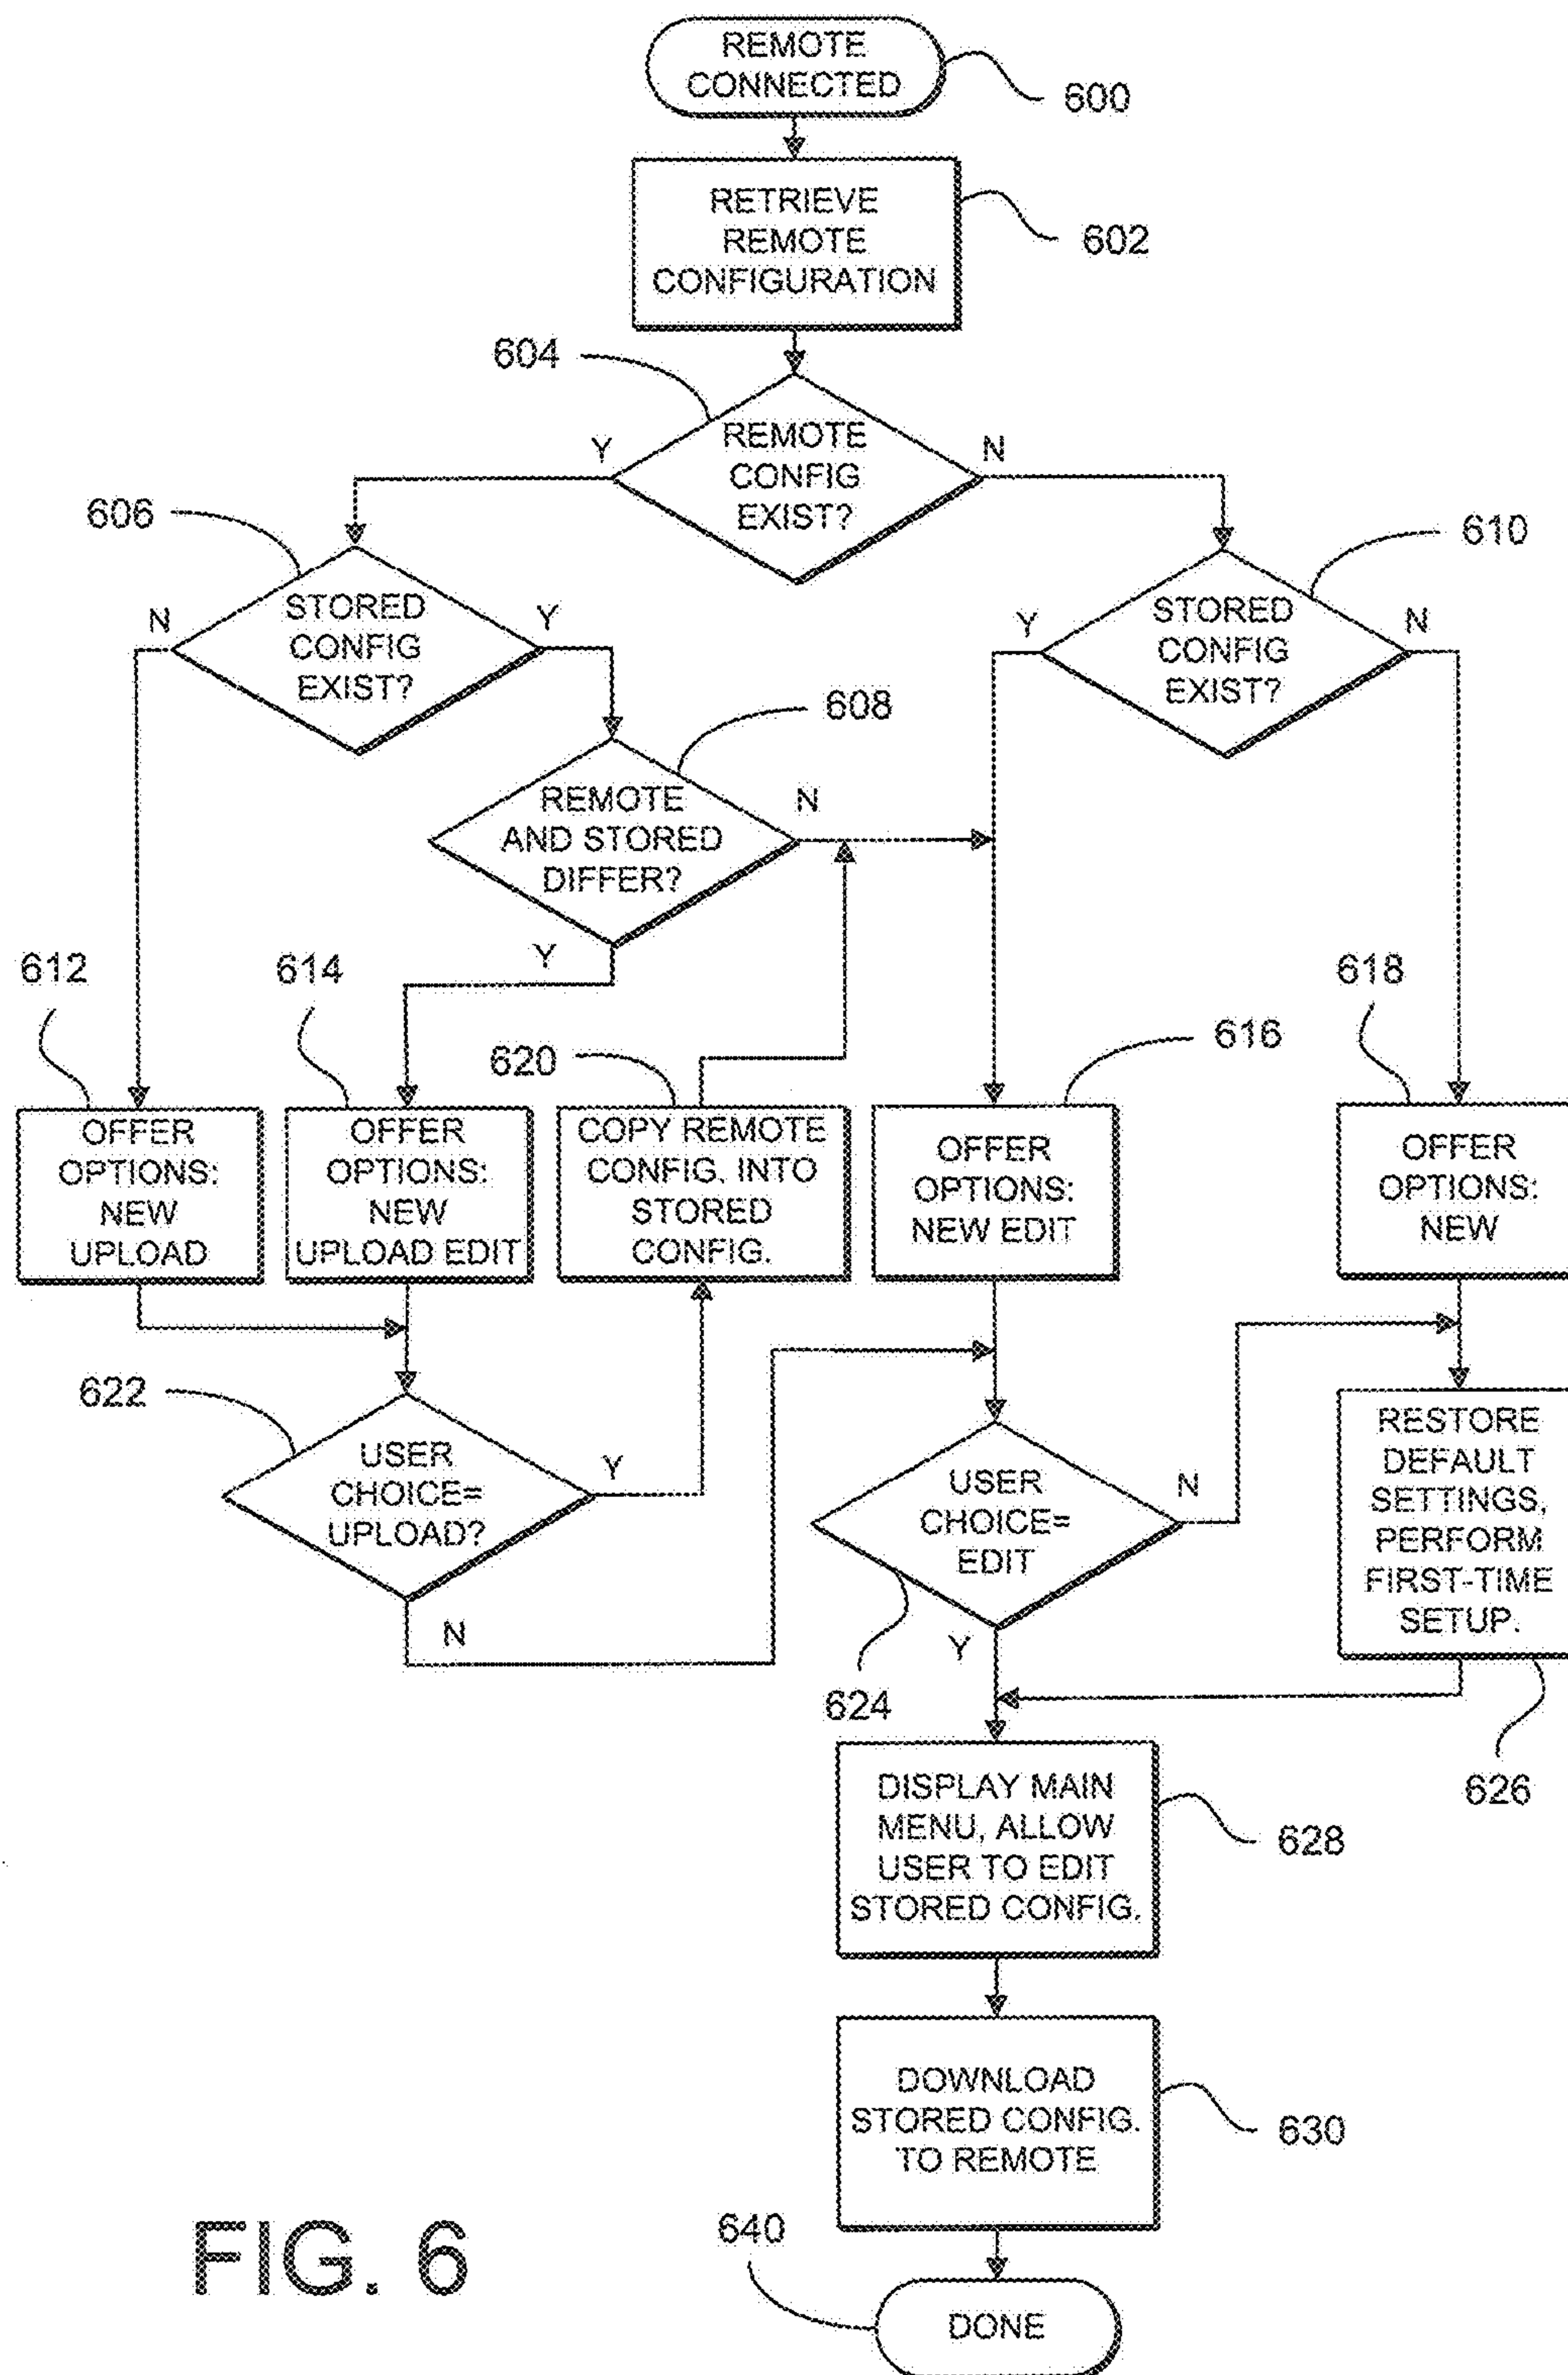 REMOTE
CONNECTED
600
RETRIEVE
REMOTE
CONFIGURATION
602
604
REMOTE
CONFIG
EXIST?
Y
N
606
STORED
CONFIG
EXIST?
N
Y
610
STORED
CONFIG
EXIST?
Y
N
608
REMOTE
AND STORED
DIFFER?
N
Y
612
OFFER
OPTIONS:
NEW
UPLOAD
614
OFFER
OPTIONS:
NEW
UPLOAD EDIT
620
COPY REMOTE
CONFIG. INTO
STORED
CONFIG.
616
OFFER
OPTIONS:
NEW EDIT
618
OFFER
OPTIONS:
NEW
622
USER
CHOICE=
UPLOAD?
Y
N
USER
CHOICE=
EDIT
N
Y
624
RESTORE
DEFAULT
SETTINGS,
PERFORM
FIRST-TIME
SETUP.
626
DISPLAY MAIN
MENU, ALLOW
USER TO EDIT
STORED CONFIG.
628
DOWNLOAD
STORED CONFIG.
TO REMOTE
630
640
DONE
FIG. 6